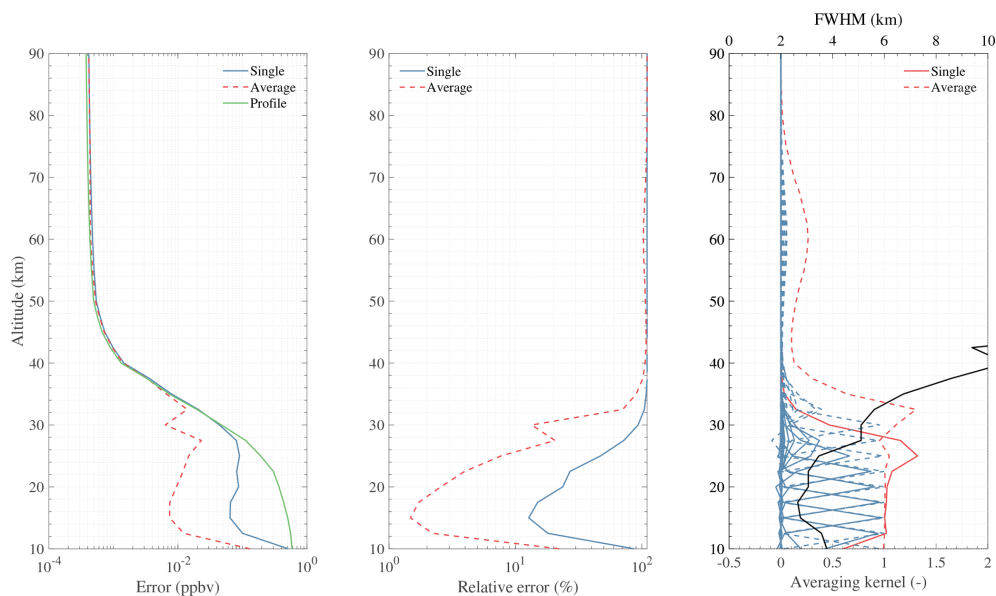 FWHM (km)
0 2 4 6 8 10
90
80
70
60
50
40
30
20
10
Altitude (km)
Single
Average
Profile
10^-4 10^-2 10^0
Error (ppbv)
90
80
70
60
50
40
30
20
10
Single
Average
10^0 10^1 10^2
Relative error (%)
90
80
70
60
50
40
30
20
10
Single
Average
-0.5 0 0.5 1 1.5 2
Averaging kernel (-)